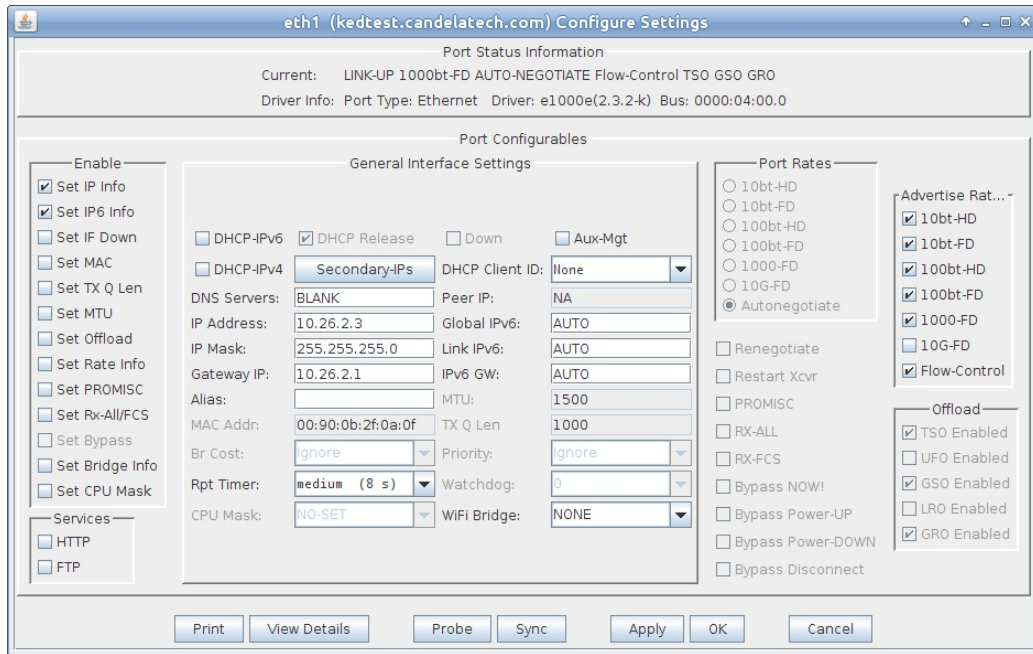 eth1 (kedtest.candelatech.com) Configure Settings
Port Status Information
Current: LINK-UP 1000bt-FD AUTO-NEGOTIATE Flow-Control TSO GSO GRO
Driver Info: Port Type: Ethernet Driver: e1000e(2.3.2-k) Bus: 0000:04:00.0
Port Configurables
Enable
Set IP Info
Set IP6 Info
Set IF Down
Set MAC
Set TX Q Len
Set MTU
Set Offload
Set Rate Info
Set PROMISC
Set Rx-All/FCS
Set Bypass
Set Bridge Info
Set CPU Mask
Services
HTTP
FTP
General Interface Settings
DHCP-IPv6 DHCP Release Down Aux-Mgt
DHCP-IPv4 Secondary-IPs DHCP Client ID: None
DNS Servers: BLANK Peer IP: NA
IP Address: 10.26.2.3 Global IPv6: AUTO
IP Mask: 255.255.255.0 Link IPv6: AUTO
Gateway IP: 10.26.2.1 IPv6 GW: AUTO
Alias: MTU: 1500
MAC Addr: 00:90:0b:2f:0a:0f TX Q Len 1000
Br Cost: Ignore Priority: Ignore
Rpt Timer: medium (8 s) Watchdog: 0
CPU Mask: NO-SET WiFi Bridge: NONE
Port Rates
10bt-HD
10bt-FD
100bt-HD
100bt-FD
1000-FD
10G-FD
Autonegotiate
Renegotiate
Restart Xcvr
PROMISC
RX-ALL
RX-FCS
Bypass NOW!
Bypass Power-UP
Bypass Power-DOWN
Bypass Disconnect
Advertise Rat...
10bt-HD
10bt-FD
100bt-HD
100bt-FD
1000-FD
10G-FD
Flow-Control
Offload
TSO Enabled
UFO Enabled
GSO Enabled
LRO Enabled
GRO Enabled
Print View Details Probe Sync Apply OK Cancel